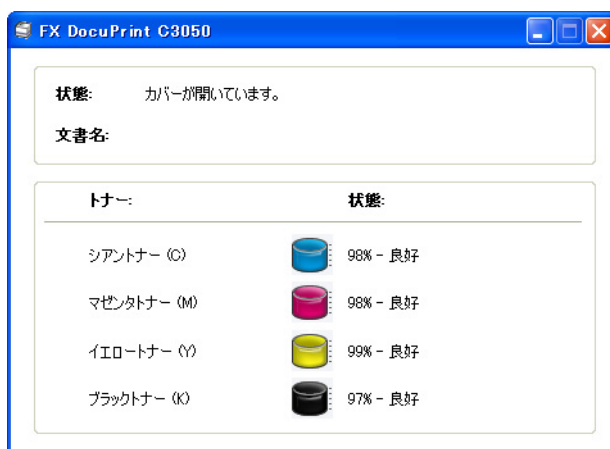 FX DocuPrint C3050
状態: カバーが開いています。
文書名:
トナー: 状態:
シアントナー (C) 98% - 良好
マゼンタトナー (M) 98% - 良好
イエロートナー (Y) 99% - 良好
ブラックトナー (K) 97% - 良好